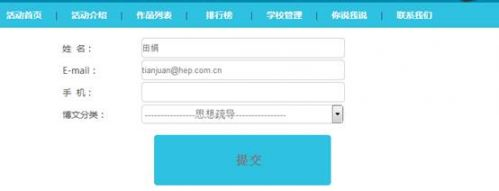 活动首页 | 活动介绍 | 作品列表 | 排行榜 | 学校管理 | 你说我说 | 联系我们
姓 名： 田娟
E-mail： tianjuan@hep.com.cn
手 机：
博文分类： ----------------思想疏导----------------
提交